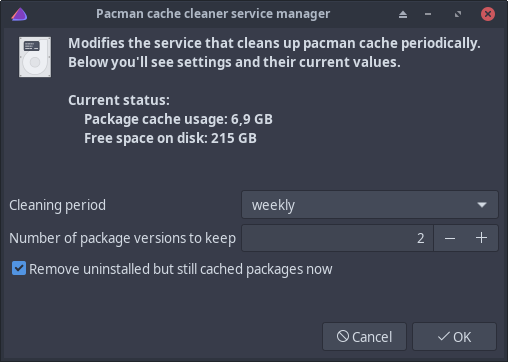 Pacman cache cleaner service manager
Modifies the service that cleans up pacman cache periodically.
Below you'll see settings and their current values.
Current status:
Package cache usage: 6,9 GB
Free space on disk: 215 GB
Cleaning period weekly
Number of package versions to keep 2
Remove uninstalled but still cached packages now
Cancel OK